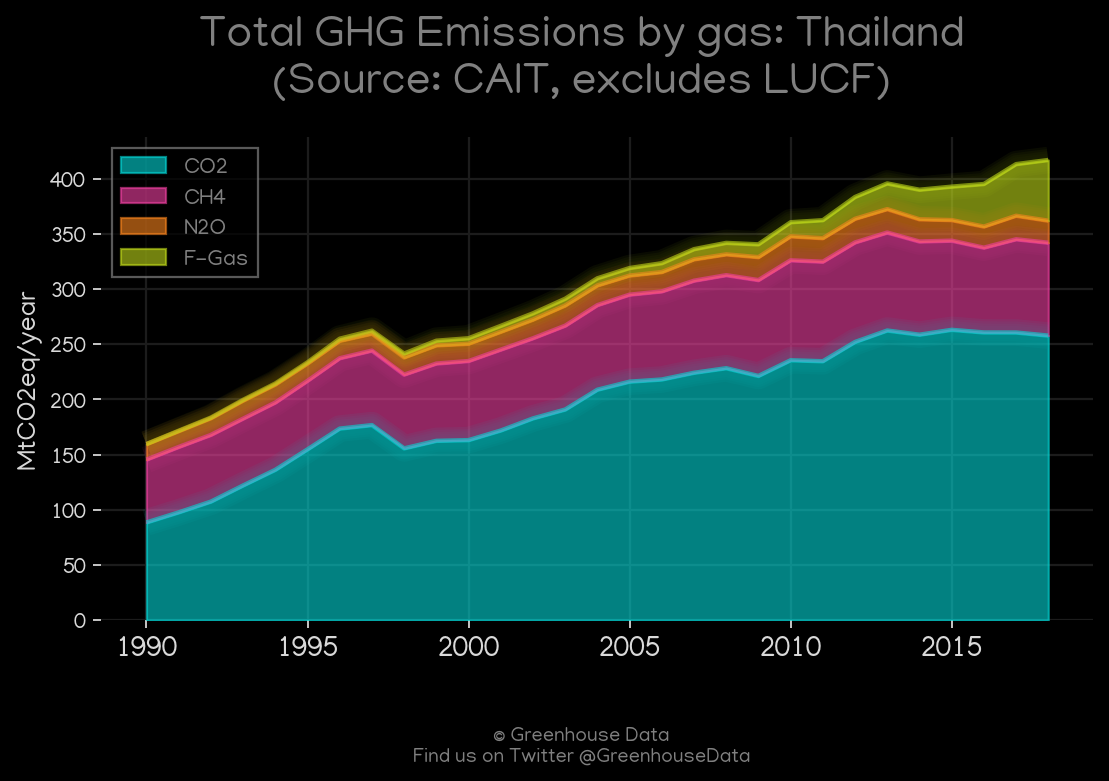 Total GHG Emissions by gas: Thailand
(Source: CAIT, excludes LUCF)
CO2
CH4
N2O
F-Gas
MtCO2eq/year
400
350
300
250
200
150
100
50
0
1990 1995 2000 2005 2010 2015
© Greenhouse Data
Find us on Twitter @GreenhouseData